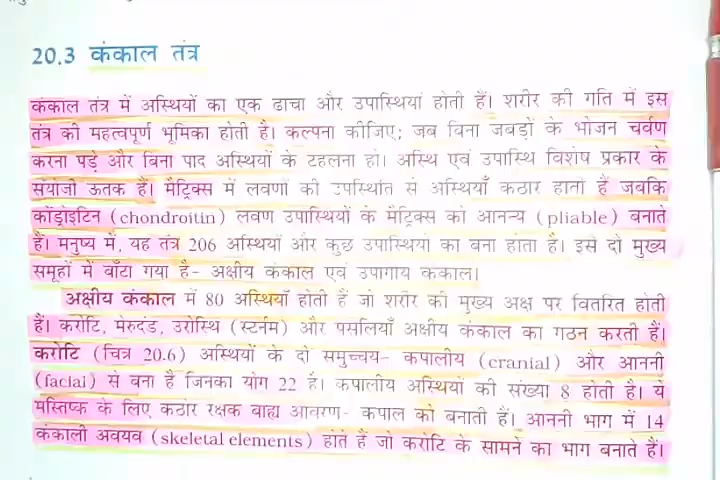 20.3 कंकाल तंत्र
कंकाल तंत्र में अस्थियों का एक ढाचा और उपास्थियां होती हैं। शरीर की गति में इस
तंत्र की महत्वपूर्ण भूमिका होती है। कल्पना कीजिए; जब बिना जबड़ों के भोजन चर्वण
करना पड़े और बिना पाद अस्थियों के टहलना हो। अस्थि एवं उपास्थि विशेष प्रकार के
संयोजी ऊतक हैं। मैट्रिक्स में लवणों की उपस्थिति से अस्थियाँ कठोर होती हैं जबकि
कोंड्रोइटिन (chondroitin) लवण उपास्थियों के मैट्रिक्स को आनन्य (pliable) बनाते
हैं। मनुष्य में, यह तंत्र 206 अस्थियों और कुछ उपास्थियों का बना होता है। इसे दो मुख्य
समूहों में बाँटा गया है- अक्षीय कंकाल एवं उपांगीय कंकाल।
अक्षीय कंकाल में 80 अस्थियाँ होती हैं जो शरीर की मुख्य अक्ष पर वितरित होती
हैं। करोटि, मेरुदंड, उरोस्थि (स्टर्नम) और पसलियाँ अक्षीय कंकाल का गठन करती हैं।
करोटि (चित्र 20.6) अस्थियों के दो समुच्चय- कपालीय (cranial) और आननी
(facial) से बना है जिनका योग 22 है। कपालीय अस्थियों की संख्या 8 होती है। ये
मस्तिष्क के लिए कठोर रक्षक बाह्य आवरण- कपाल को बनाती हैं। आननी भाग में 14
कंकाली अवयव (skeletal elements) होते हैं जो करोटि के सामने का भाग बनाते हैं।